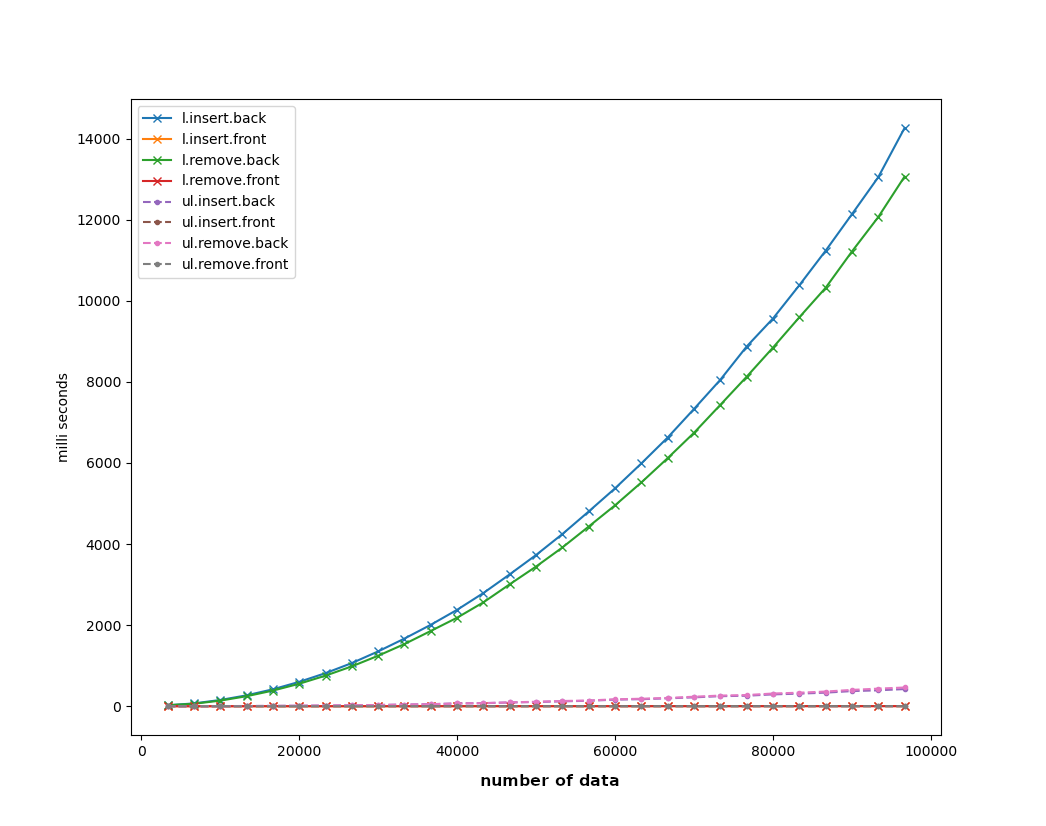 l.insert.back
l.insert.front
l.remove.back
l.remove.front
ul.insert.back
ul.insert.front
ul.remove.back
ul.remove.front
14000
12000
10000
8000
6000
4000
2000
0
milli seconds
0 20000 40000 60000 80000 100000
number of data